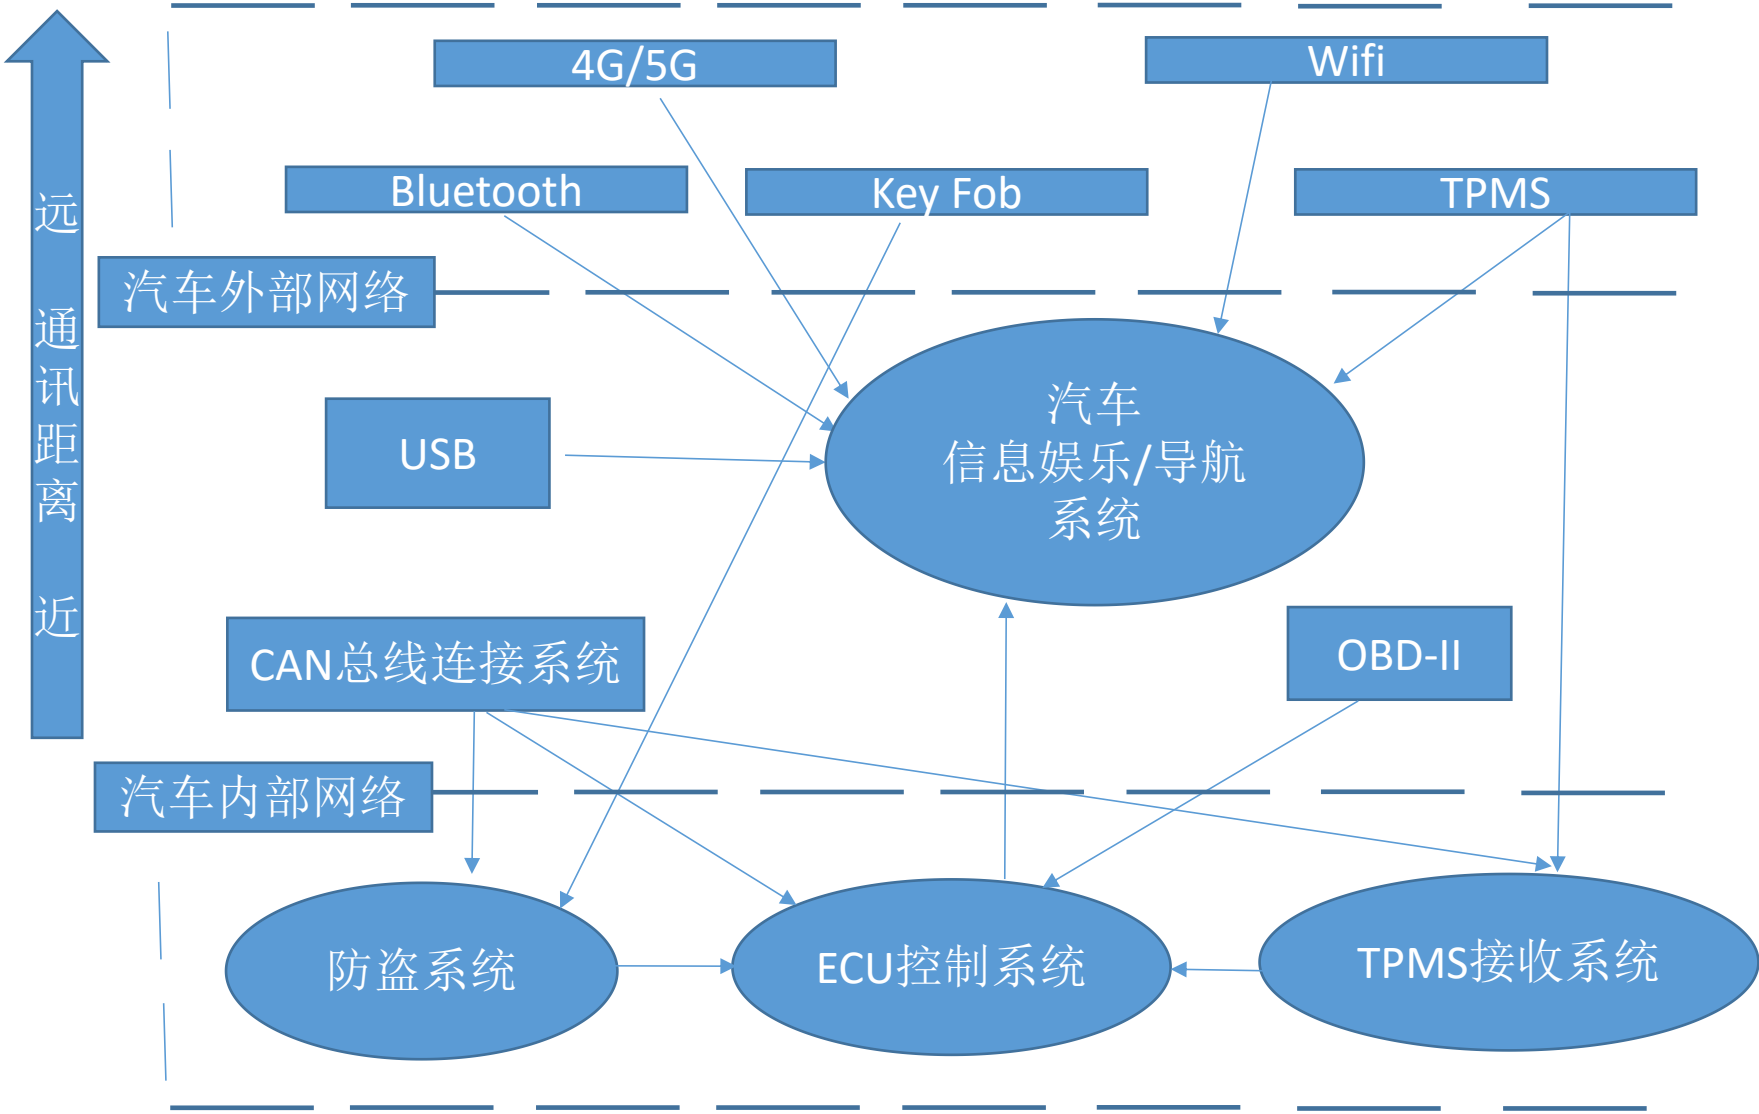 4G/5G
Wifi
Bluetooth
Key Fob
TPMS
汽车外部网络
远
通
讯
距
离
近
汽车
信息娱乐/导航
系统
USB
CAN总线连接系统
OBD-II
汽车内部网络
防盗系统
ECU控制系统
TPMS接收系统